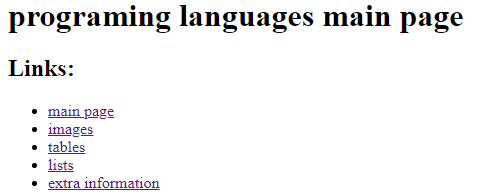 programing languages main page
Links:
main page
images
tables
lists
extra information